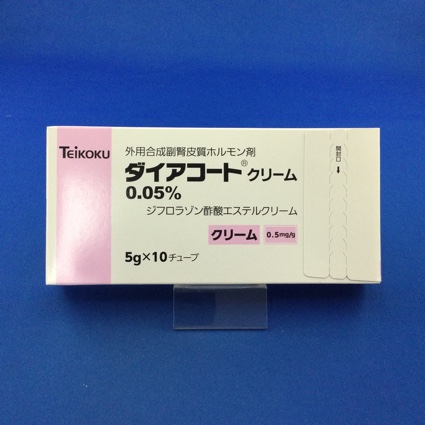 TEIKOKU
外用合成副腎皮質ホルモン剤
ダイアコート®クリーム
0.05%
ジフロラゾン酢酸エステルクリーム
クリーム 0.5mg/g
5g×10チューブ
開封口